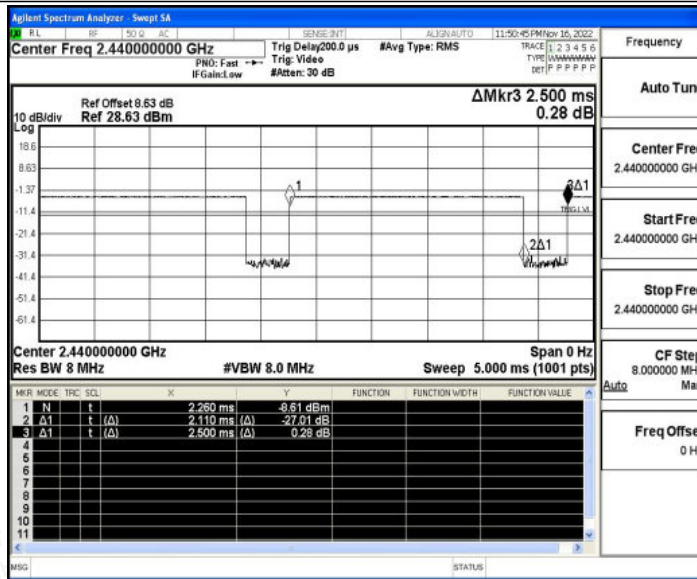 Agilent Spectrum Analyzer - Swept SA
RL RF 50 Ω AC SENSE:INT ALIGNAUTO 11:50:45 PM Nov 16, 2022
Center Freq 2.440000000 GHz Trig Delay200.0 µs #Avg Type: RMS TRACE 1 2 3 4 5 6
PNO: Fast Trig: Video TYPE
IFGain:Low #Atten: 30 dB DET P P P P P P
Ref Offset 8.63 dB ΔMkr3 2.500 ms
10 dB/div Ref 28.63 dBm 0.28 dB
Log
18.6
8.63
-1.37
-11.4
-21.4
-31.4
-41.4
-51.4
-61.4
1
3Δ1
TRIG LVL
2Δ1
Center 2.440000000 GHz Span 0 Hz
Res BW 8 MHz #VBW 8.0 MHz Sweep 5.000 ms (1001 pts)
MKR MODE TRC SCL X Y FUNCTION FUNCTION WIDTH FUNCTION VALUE
1 N t 2.260 ms -8.61 dBm
2 Δ1 t (Δ) 2.110 ms (Δ) -27.01 dB
3 Δ1 t (Δ) 2.500 ms (Δ) 0.28 dB
4
5
6
7
8
9
10
11
MSG STATUS
Frequency
Auto Tun
Center Fre
2.440000000 GH
Start Fre
2.440000000 GH
Stop Fre
2.440000000 GH
CF Ste
8.000000 MH
Auto Ma
Freq Offse
0 H